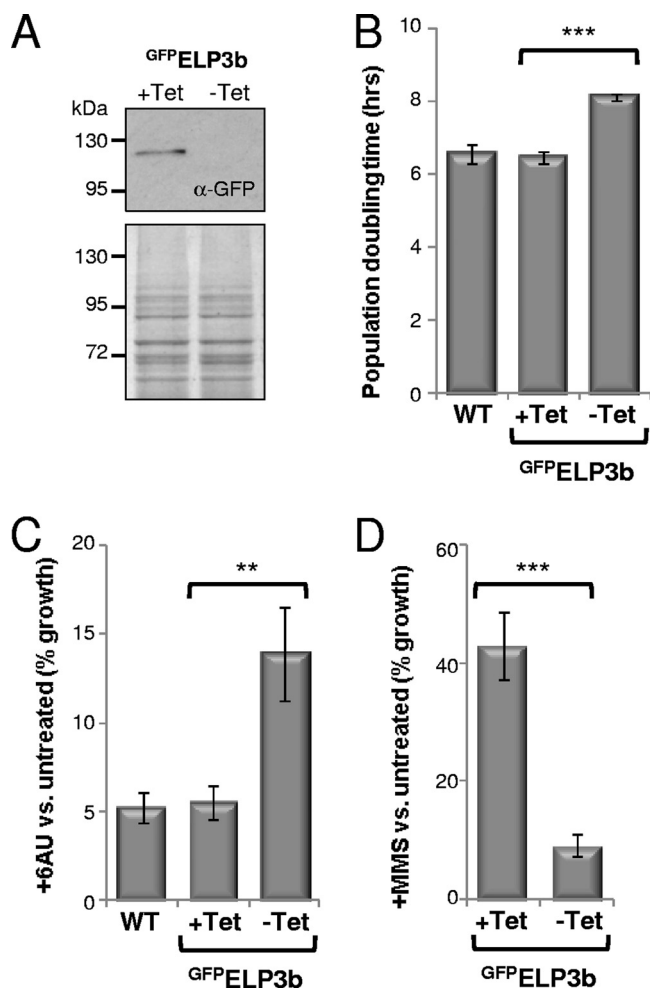 A
GFPELP3b
+Tet -Tet
kDa
130
95
α-GFP
130
95
72
B
***
Population doubling time (hrs)
10
8
6
4
2
0
WT +Tet -Tet
GFPELP3b
C
**
+6AU vs. untreated (% growth)
20
15
10
5
0
WT +Tet -Tet
GFPELP3b
D
***
+MMS vs. untreated (% growth)
60
40
20
0
+Tet -Tet
GFPELP3b